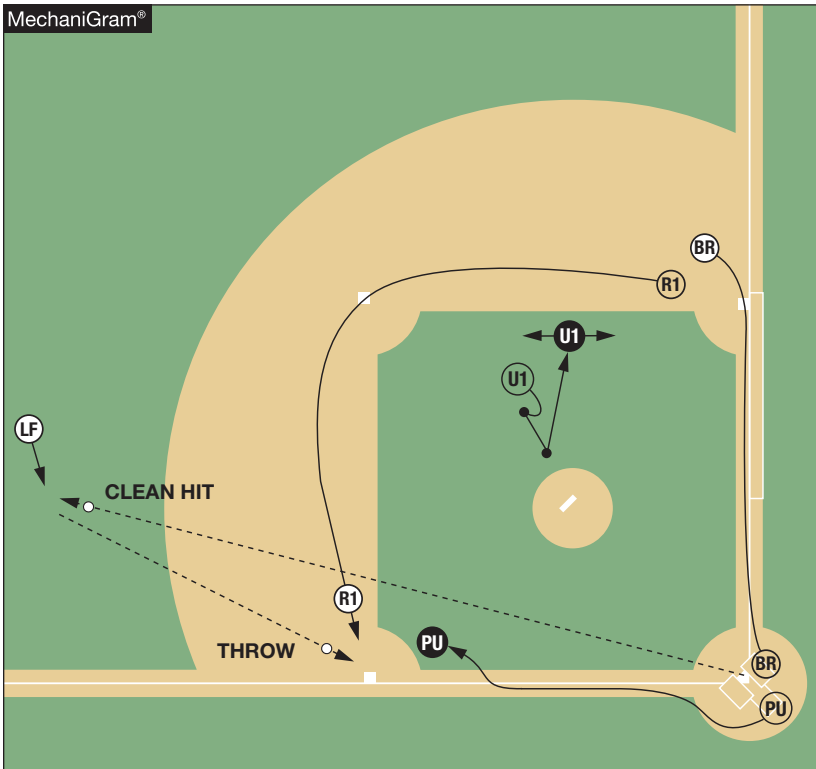 MechaniGram®
BR
R1
U1
U1
LF
CLEAN HIT
R1
THROW
PU
BR
PU